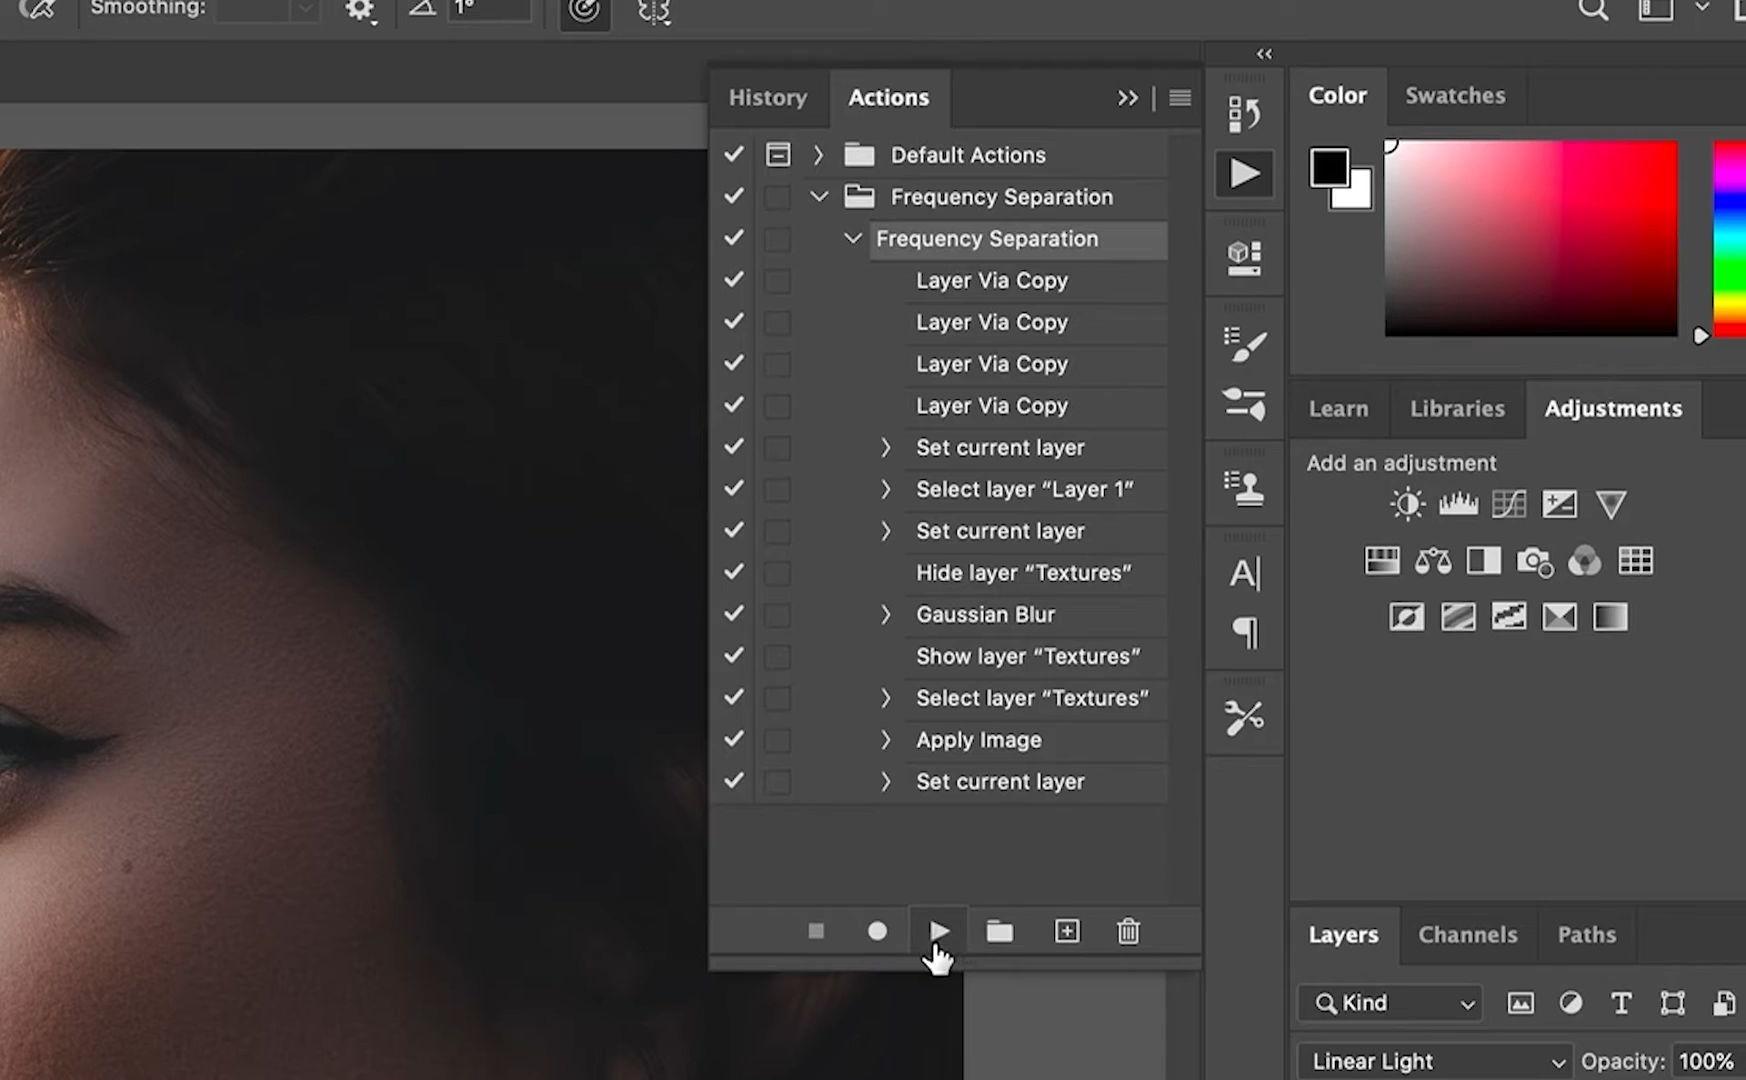 Smoothing:
1°
History
Actions
Default Actions
Frequency Separation
Frequency Separation
Layer Via Copy
Layer Via Copy
Layer Via Copy
Layer Via Copy
Set current layer
Select layer “Layer 1”
Set current layer
Hide layer “Textures”
Gaussian Blur
Show layer “Textures”
Select layer “Textures”
Apply Image
Set current layer
Color
Swatches
Learn
Libraries
Adjustments
Add an adjustment
Layers
Channels
Paths
Kind
Linear Light
Opacity: 100%